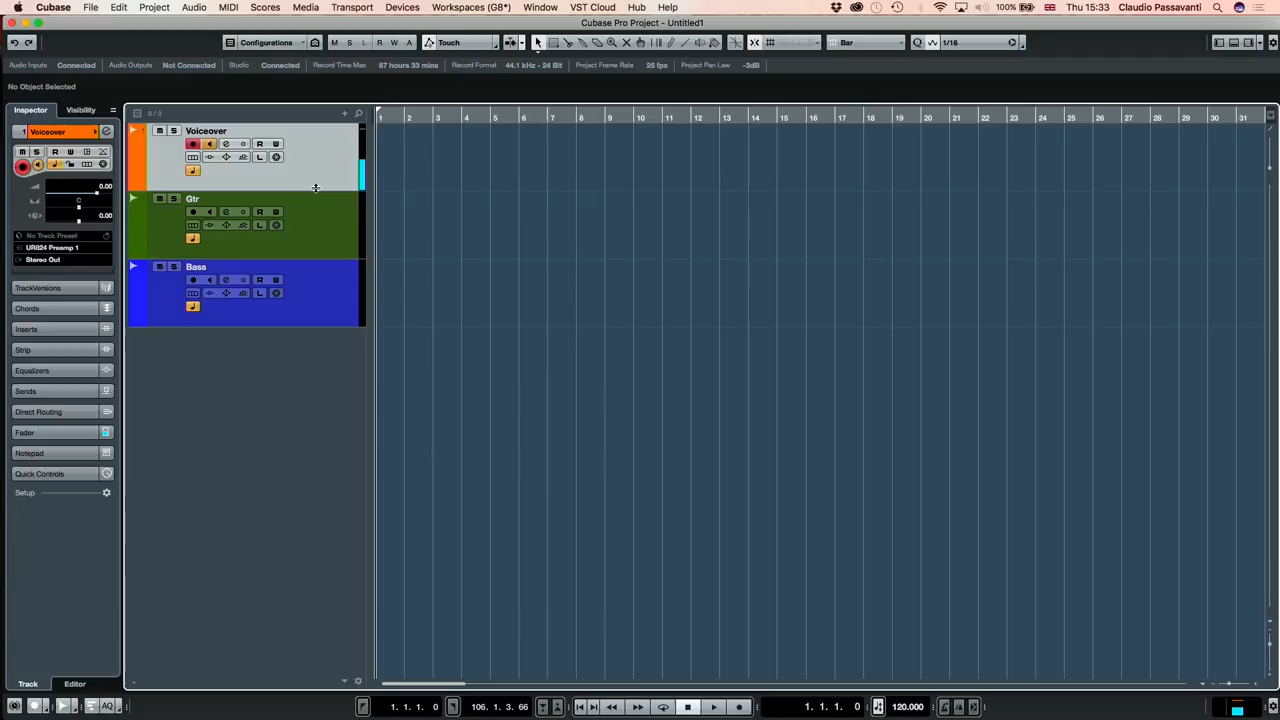 Cubase File Edit Project Audio MIDI Scores Media Transport Devices Workspaces (G8*) Window VST Cloud Hub Help 100% Thu 15:33 Claudio Passavanti
Cubase Pro Project - Untitled1
Configurations M S L R W A Touch Bar Q 1/16
Audio Inputs Connected Audio Outputs Not Connected Studio Connected Record Time Max 67 hours 33 mins Record Format 44.1 kHz - 24 Bit Project Frame Rate 25 fps Project Pan Law -3dB
No Object Selected
Inspector Visibility
1 2 3 4 5 6 7 8 9 10 11 12 13 14 15 16 17 18 19 20 21 22 23 24 25 26 27 28 29 30 31
1 Voiceover
M S Voiceover
M S R W
R W
L
0.00
C
0.00
No Track Preset
UR824 Preamp 1
Stereo Out
M S Gtr
R W
L
M S Bass
R W
L
TrackVersions
Chords
Inserts
Strip
Equalizers
Sends
Direct Routing
Fader
Notepad
Quick Controls
Setup
Track Editor
AQ 1. 1. 1. 0 106. 1. 3. 66 1. 1. 1. 0 120.000